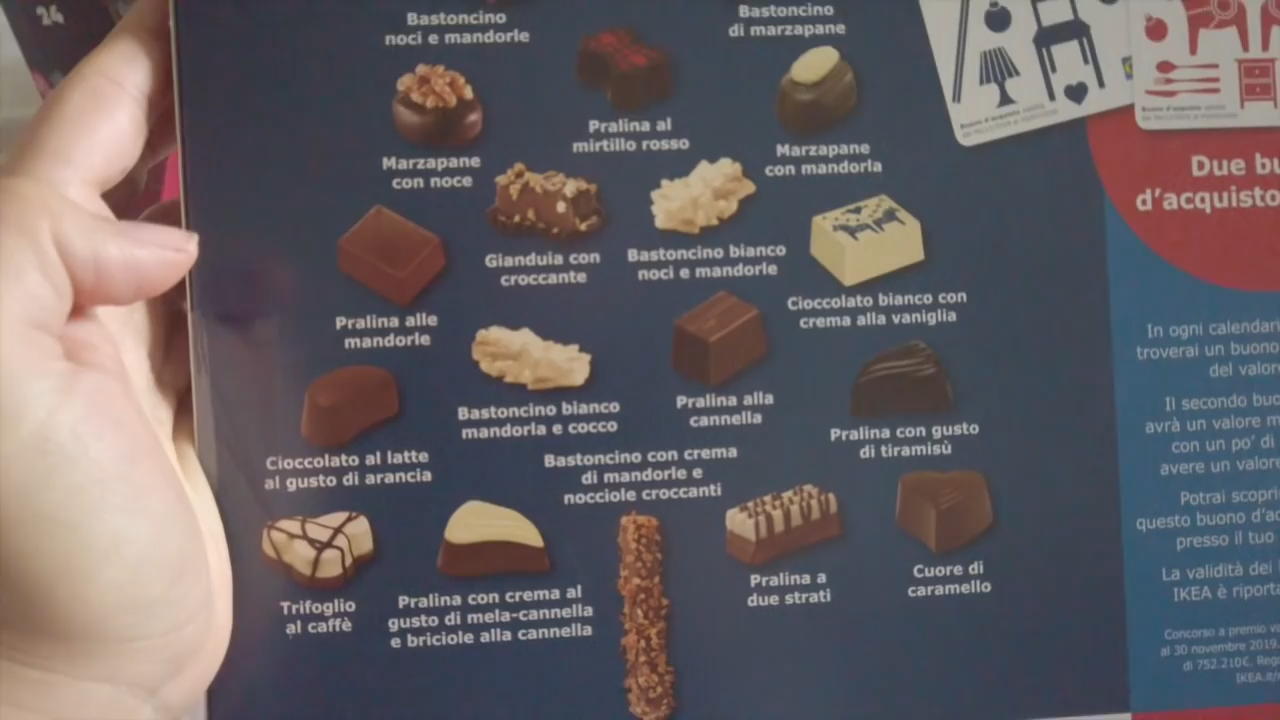 24
Bastoncino
noci e mandorle
Bastoncino
di marzapane
Pralina al
mirtillo rosso
Marzapane
con noce
Marzapane
con mandorla
Gianduia con
croccante
Bastoncino bianco
noci e mandorle
Cioccolato bianco con
crema alla vaniglia
Pralina alle
mandorle
Bastoncino bianco
mandorla e cocco
Pralina alla
cannella
Pralina con gusto
di tiramisù
Cioccolato al latte
al gusto di arancia
Bastoncino con crema
di mandorle e
nocciole croccanti
Trifoglio
al caffè
Pralina con crema al
gusto di mela-cannella
e briciole alla cannella
Pralina a
due strati
Cuore di
caramello
Buono d'acquisto
Buono d'acquisto
Due bu
d'acquisto
In ogni calendari
troverai un buono
del valore
Il secondo buo
avrà un valore m
con un po' di
avere un valore
Potrai scopri
questo buono d'ac
presso il tuo
La validità dei
IKEA è riporta
Concorso a premio va
al 30 novembre 2019.
di 752.210€. Reg
IKEA.it/